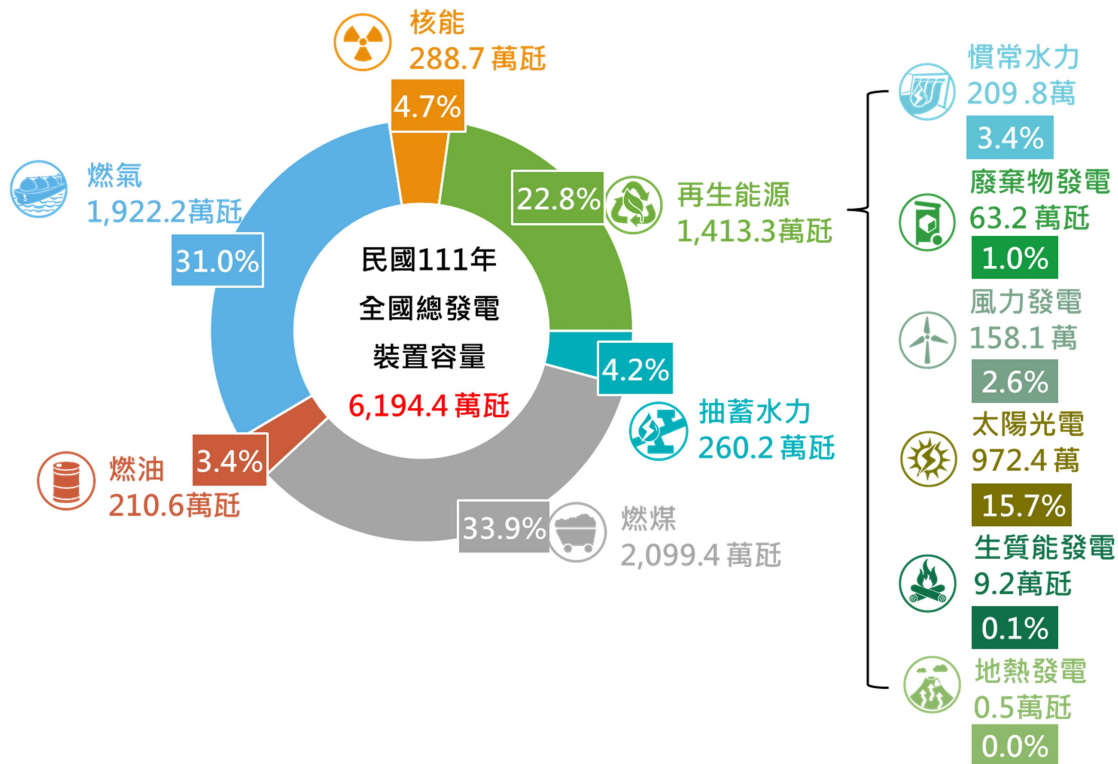 核能
288.7 萬瓩
4.7%
燃氣
1,922.2萬瓩
31.0%
22.8%
再生能源
1,413.3萬瓩
民國111年
全國總發電
裝置容量
6,194.4 萬瓩
4.2%
抽蓄水力
260.2 萬瓩
燃油
210.6萬瓩
3.4%
33.9%
燃煤
2,099.4 萬瓩
慣常水力
209 .8萬
3.4%
廢棄物發電
63.2 萬瓩
1.0%
風力發電
158.1 萬
2.6%
太陽光電
972.4 萬
15.7%
生質能發電
9.2萬瓩
0.1%
地熱發電
0.5萬瓩
0.0%